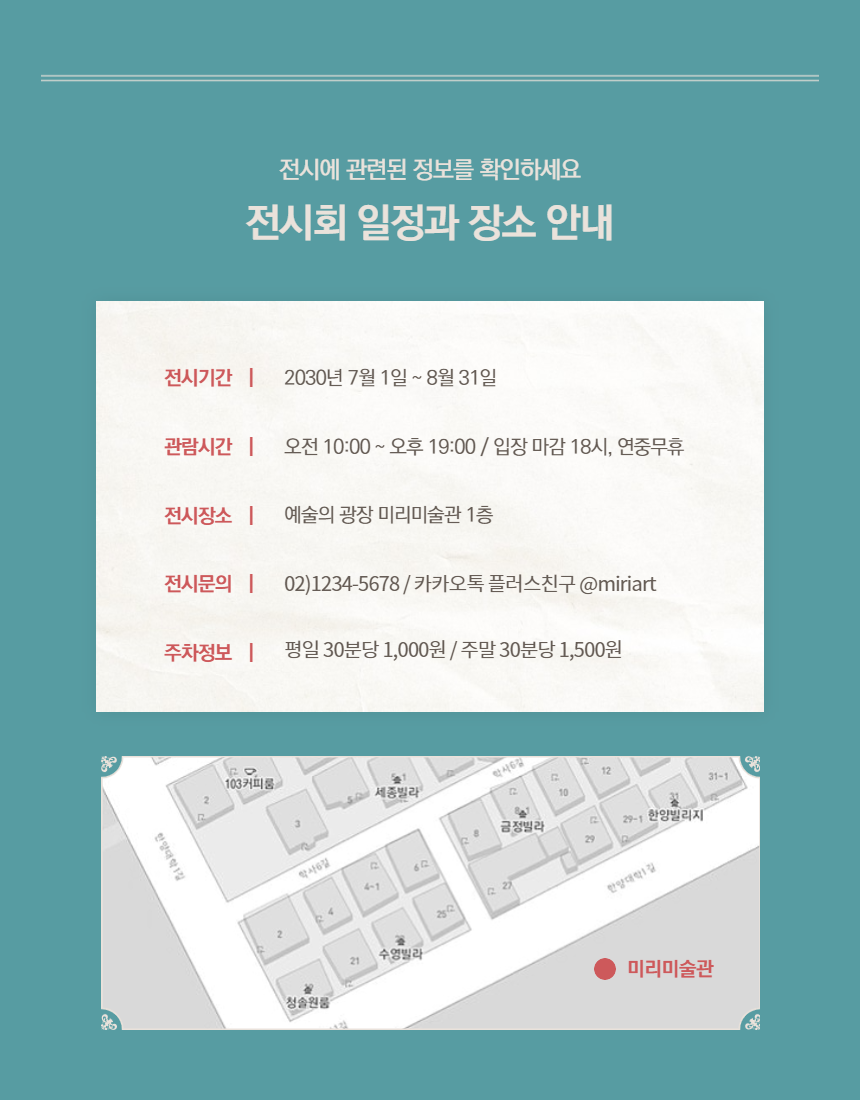 전시에 관련된 정보를 확인하세요
전시회 일정과 장소 안내
전시기간 | 2030년 7월 1일 ~ 8월 31일
관람시간 | 오전 10:00 ~ 오후 19:00 / 입장 마감 18시, 연중무휴
전시장소 | 예술의 광장 미리미술관 1층
전시문의 | 02)1234-5678 / 카카오톡 플러스친구 @miriart
주차정보 | 평일 30분당 1,000원 / 주말 30분당 1,500원
103커피룸
세종빌라
학사6길
12
31-1
2
5
10
31
한양빌리지
3
금정빌라
8
29-1
29
한양대학1길
학사6길
6
4-1
27
한양대학1길
4
25
2
수영빌라
21
미리미술관
청솔원룸